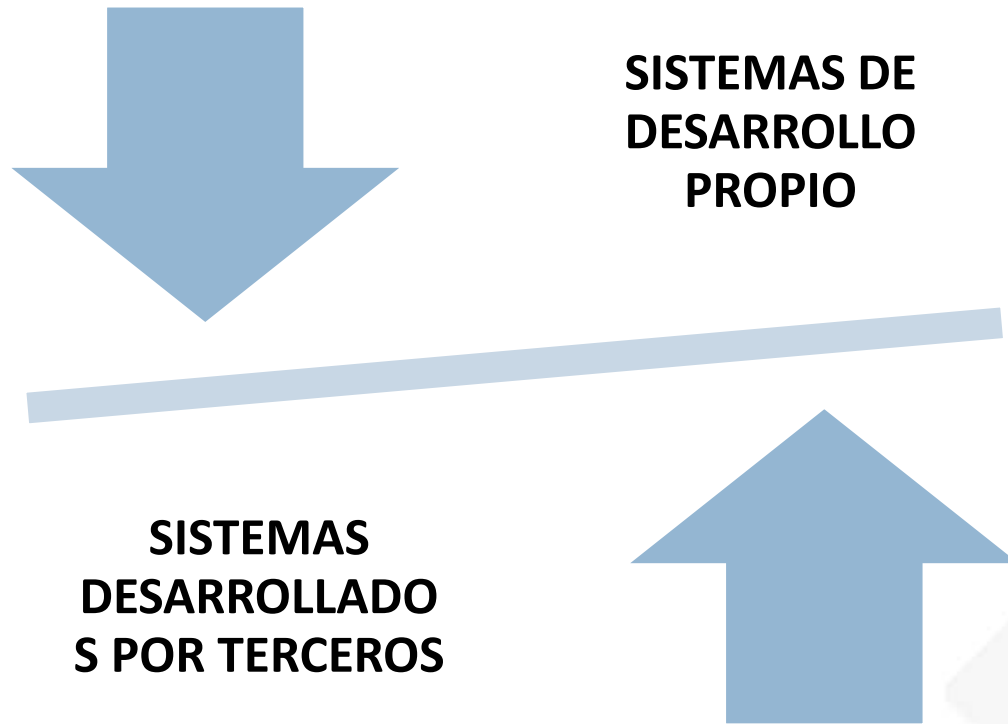 SISTEMAS DE
DESARROLLO
PROPIO
SISTEMAS
DESARROLLADO
S POR TERCEROS